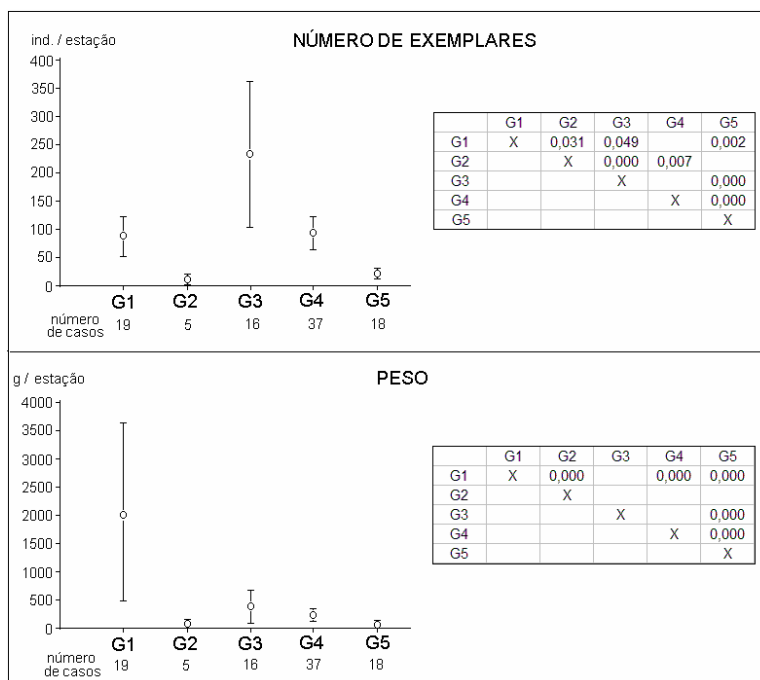 NÚMERO DE EXEMPLARES
ind. / estação
400
350
300
250
200
150
100
50
0
G1 G2 G3 G4 G5
número de casos
19 5 16 37 18
G1 G2 G3 G4 G5
G1 X 0,031 0,049 0,002
G2 X 0,000 0,007
G3 X 0,000
G4 X 0,000
G5 X
PESO
g / estação
4000
3500
3000
2500
2000
1500
1000
500
0
G1 G2 G3 G4 G5
número de casos
19 5 16 37 18
G1 G2 G3 G4 G5
G1 X 0,000 0,000 0,000
G2 X
G3 X 0,000
G4 X 0,000
G5 X